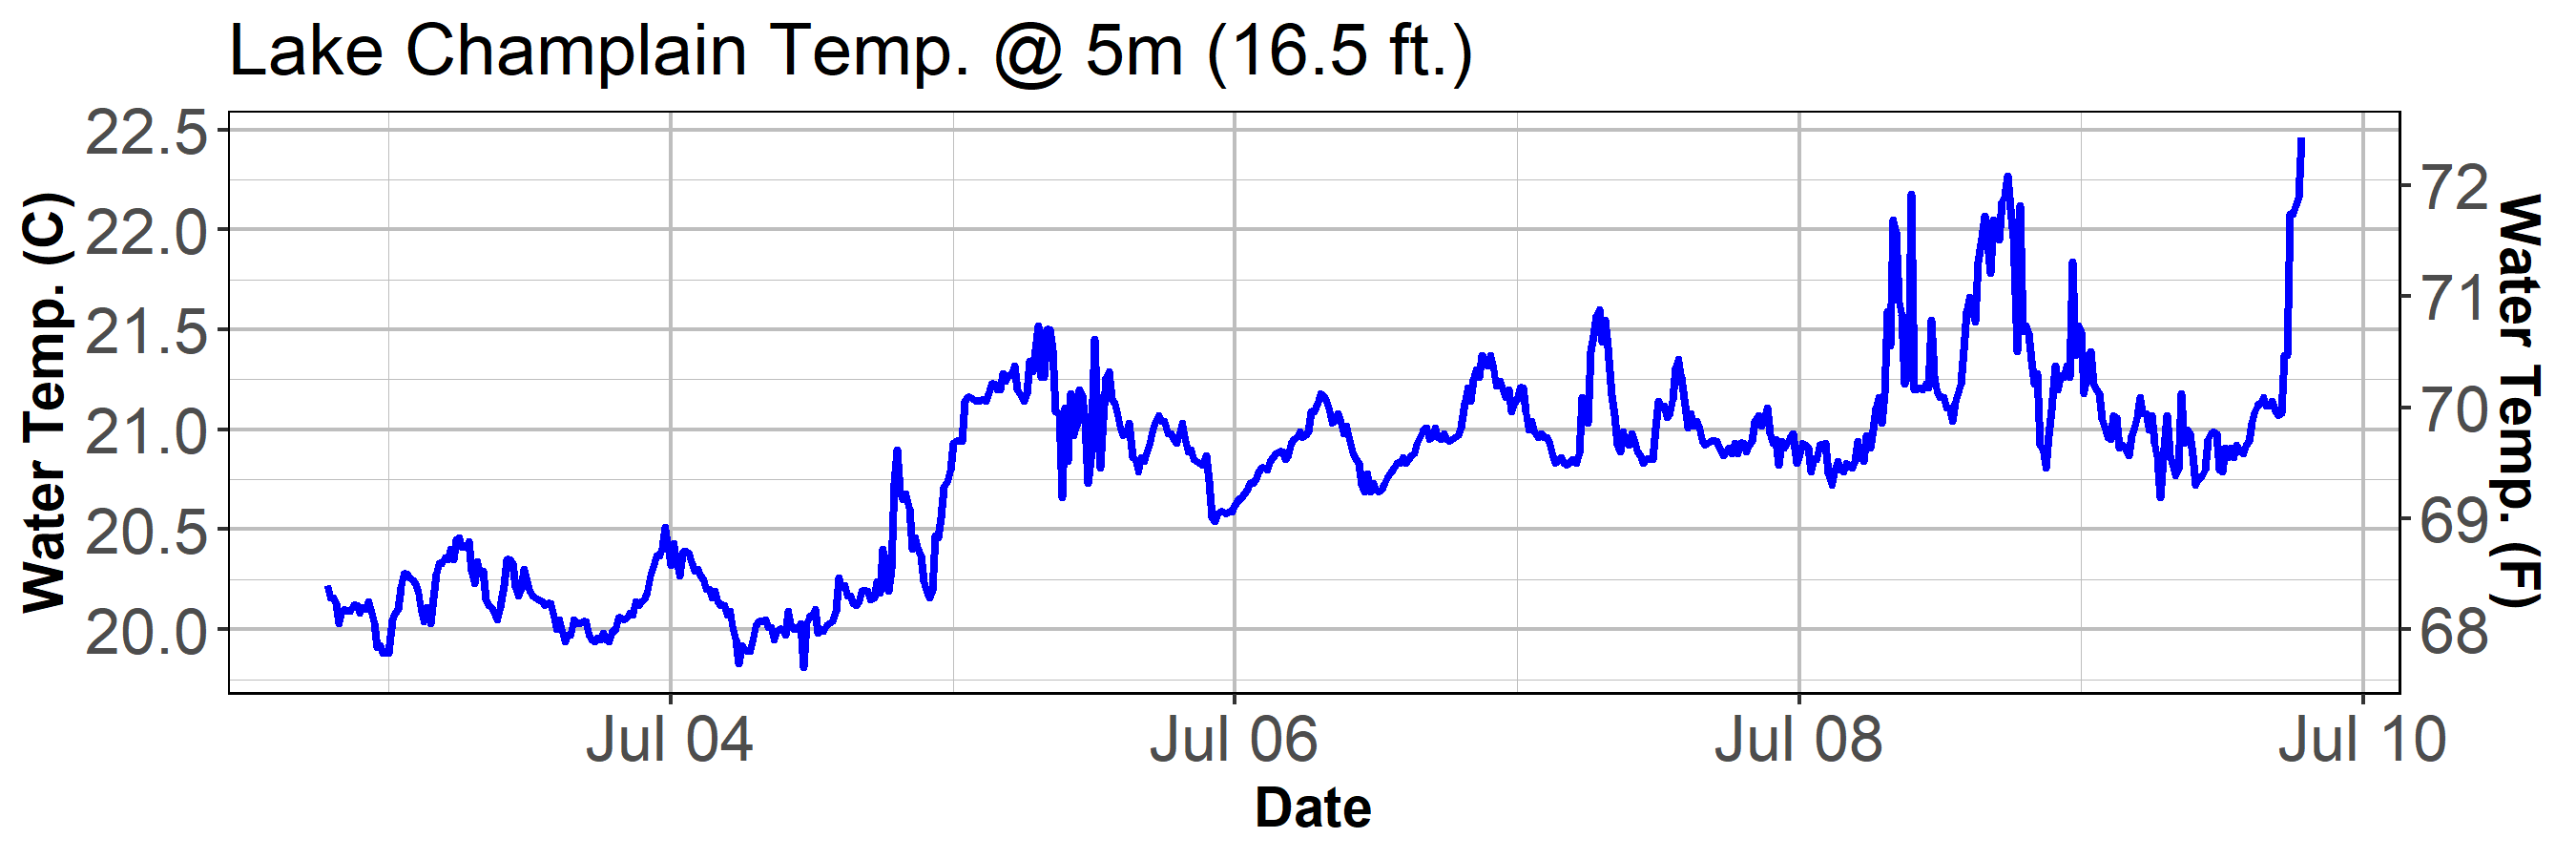 Lake Champlain Temp. @ 5m (16.5 ft.)
Water Temp. (C)
22.5
22.0
21.5
21.0
20.5
20.0
72
71
70
69
68
Water Temp. (F)
Jul 04 Jul 06 Jul 08 Jul 10
Date